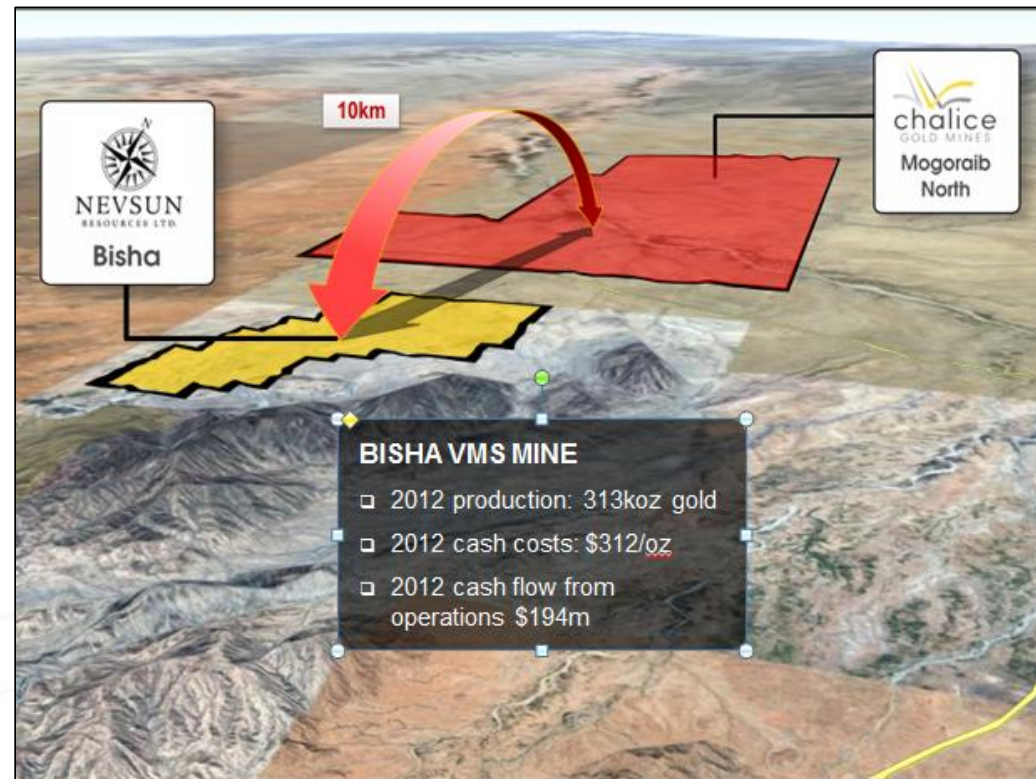 10km
N
NEVSUN
RESOURCES LTD.
Bisha
chalice
GOLD MINES
Mogoraib
North
BISHA VMS MINE
2012 production: 313koz gold
2012 cash costs: $312/oz
2012 cash flow from
operations $194m